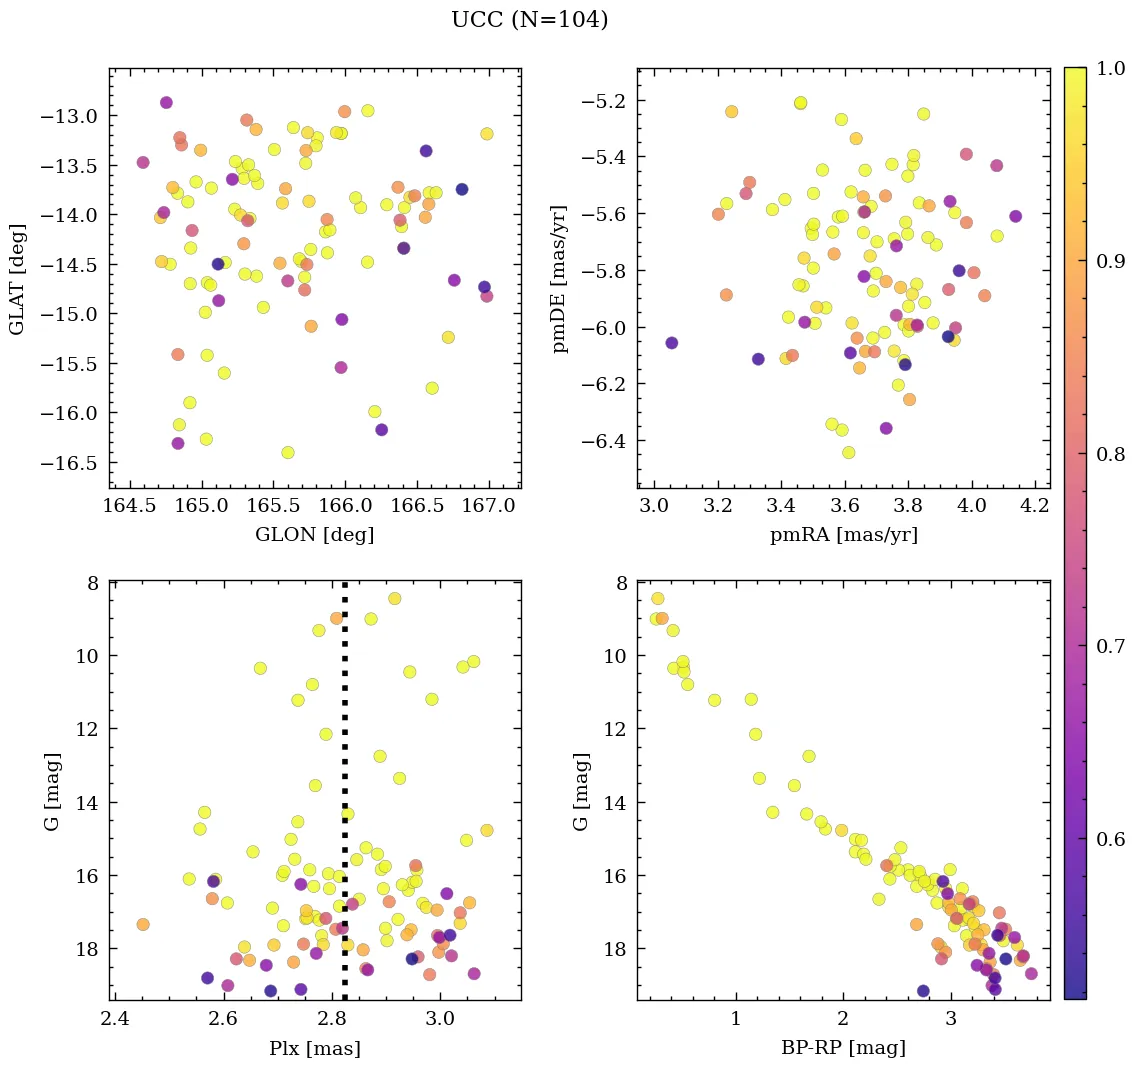 UCC (N=104)
−13.0
−13.5
−14.0
−14.5
−15.0
−15.5
−16.0
−16.5
GLAT [deg]
164.5 165.0 165.5 166.0 166.5 167.0
GLON [deg]
−5.2
−5.4
−5.6
−5.8
−6.0
−6.2
−6.4
pmDE [mas/yr]
3.0 3.2 3.4 3.6 3.8 4.0 4.2
pmRA [mas/yr]
1.0
0.9
0.8
0.7
0.6
8
10
12
14
16
18
G [mag]
2.4 2.6 2.8 3.0
Plx [mas]
8
10
12
14
16
18
G [mag]
1 2 3
BP-RP [mag]